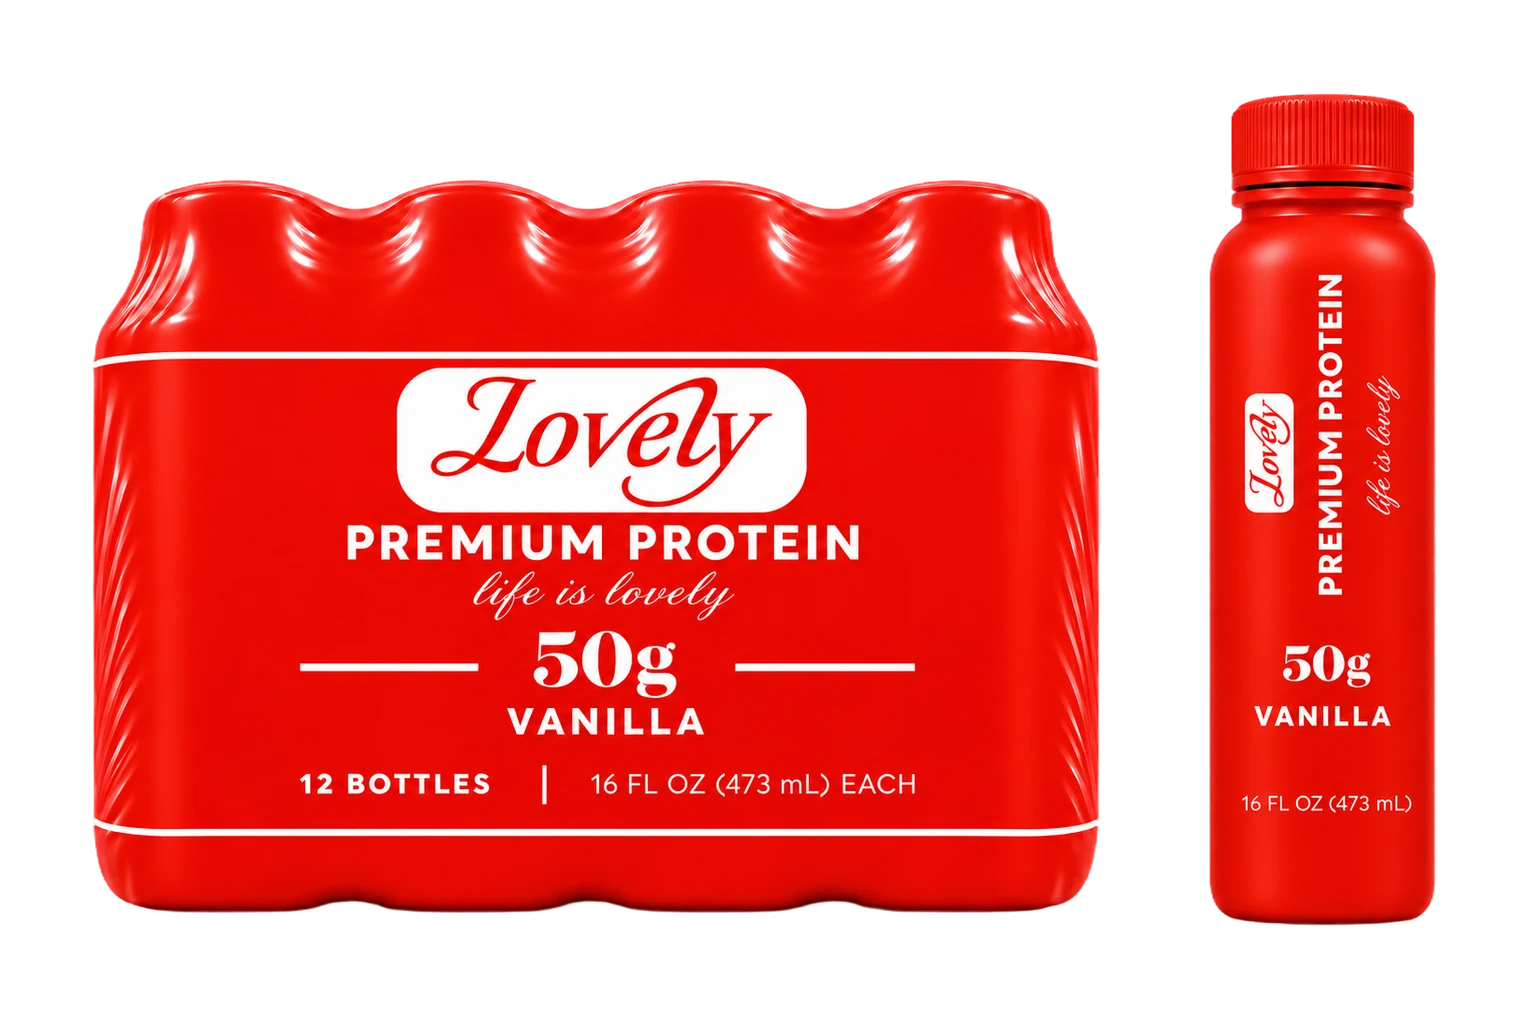 Lovely
PREMIUM PROTEIN
life is lovely
50g
VANILLA
12 BOTTLES | 16 FL OZ (473 mL) EACH
Lovely
PREMIUM PROTEIN
life is lovely
50g
VANILLA
16 FL OZ (473 mL)